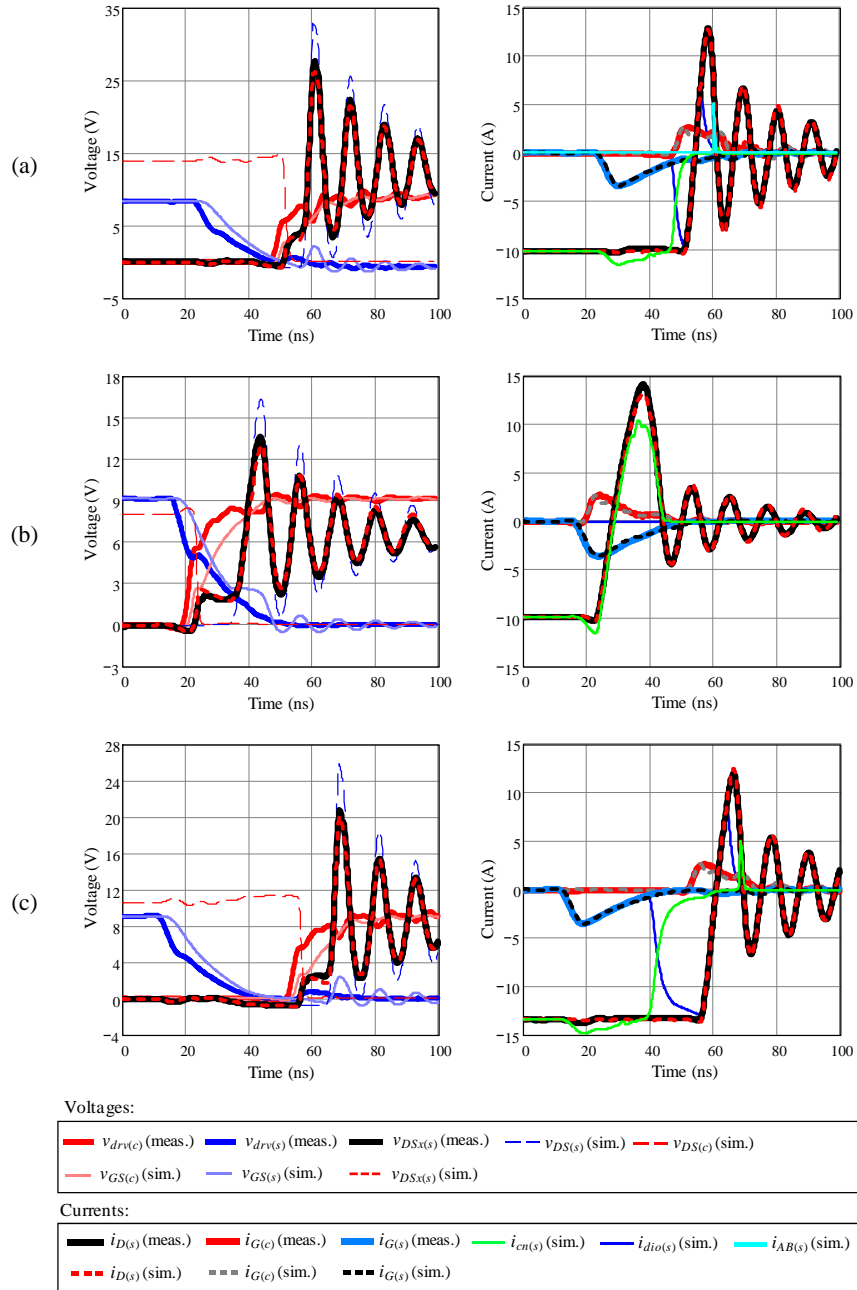 (a)
Voltage (V)
35
25
15
5
−5
0 20 40 60 80 100
Time (ns)
Current (A)
15
10
5
0
−5
−10
−15
0 20 40 60 80 100
Time (ns)
(b)
Voltage (V)
18
15
12
9
6
3
0
−3
0 20 40 60 80 100
Time (ns)
Current (A)
15
10
5
0
−5
−10
−15
0 20 40 60 80 100
Time (ns)
(c)
Voltage (V)
28
24
20
16
12
8
4
0
−4
0 20 40 60 80 100
Time (ns)
Current (A)
15
10
5
0
−5
−10
−15
0 20 40 60 80 100
Time (ns)
Voltages:
vdrv(c) (meas.) vdrv(s) (meas.) vDSx(s) (meas.) vDS(s) (sim.) vDS(c) (sim.)
vGS(c) (sim.) vGS(s) (sim.) vDSx(s) (sim.)
Currents:
iD(s) (meas.) iG(c) (meas.) iG(s) (meas.) icn(s) (sim.) idio(s) (sim.) iAB(s) (sim.)
iD(s) (sim.) iG(c) (sim.) iG(s) (sim.)